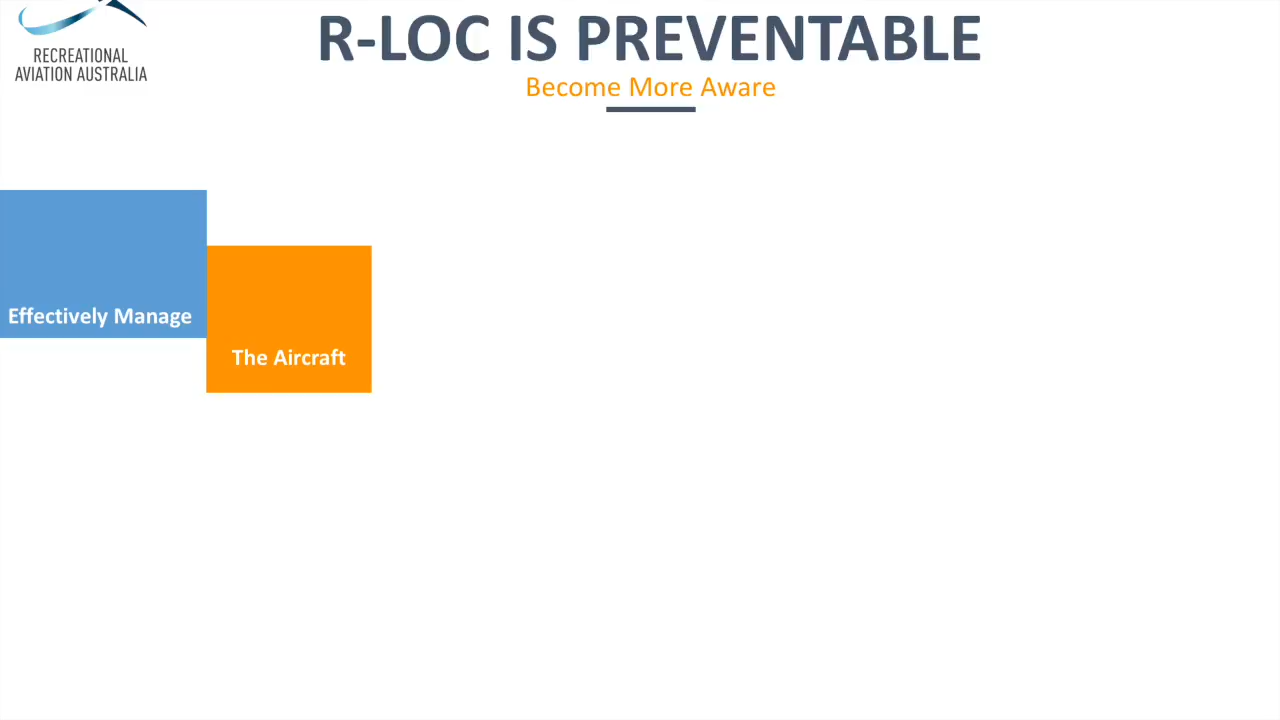 RECREATIONAL
AVIATION AUSTRALIA
R-LOC IS PREVENTABLE
Become More Aware
Effectively Manage
The Aircraft